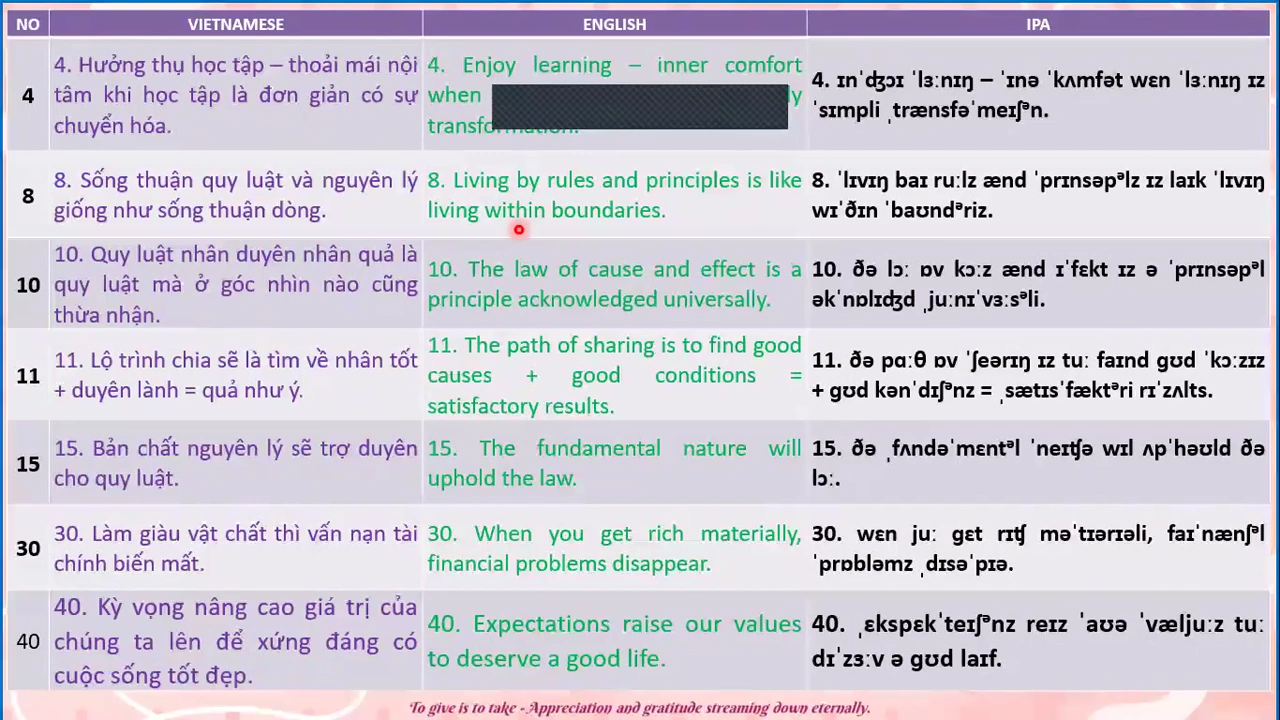 NO VIETNAMESE ENGLISH IPA
4
4. Hưởng thụ học tập – thoải mái nội
tâm khi học tập là đơn giản có sự
chuyển hóa.
4. Enjoy learning – inner comfort
when
4. ɪnˈʤɔɪ ˈlɜːnɪŋ – ˈɪnə ˈkʌmfət wɛn ˈlɜːnɪŋ ɪz
ˈsɪmpli ˌtrænsfəˈmeɪʃᵊn.
8
8. Sống thuận quy luật và nguyên lý
giống như sống thuận dòng.
8. Living by rules and principles is like
living within boundaries.
8. ˈlɪvɪŋ baɪ ruːlz ænd ˈprɪnsəpᵊlz ɪz laɪk ˈlɪvɪŋ
wɪˈðɪn ˈbaʊndᵊriz.
10
10. Quy luật nhân duyên nhân quả là
quy luật mà ở góc nhìn nào cũng
thừa nhận.
10. The law of cause and effect is a
principle acknowledged universally.
10. ðə lɔː ɒv kɔːz ænd ɪˈfɛkt ɪz ə ˈprɪnsəpᵊl
əkˈnɒlɪʤd ˌjuːnɪˈvɜːsᵊli.
11
11. Lộ trình chia sẽ là tìm về nhân tốt
+ duyên lành = quả như ý.
11. The path of sharing is to find good
causes + good conditions =
satisfactory results.
11. ðə pɑːθ ɒv ˈʃeərɪŋ ɪz tuː faɪnd gʊd ˈkɔːzɪz
+ gʊd kənˈdɪʃᵊnz = ˌsætɪsˈfæktᵊri rɪˈzʌlts.
15
15. Bản chất nguyên lý sẽ trợ duyên
cho quy luật.
15. The fundamental nature will
uphold the law.
15. ðə ˌfʌndəˈmɛntᵊl ˈneɪʧə wɪl ʌpˈhəʊld ðə
lɔː.
30
30. Làm giàu vật chất thì vấn nạn tài
chính biến mất.
30. When you get rich materially,
financial problems disappear.
30. wɛn juː gɛt rɪʧ məˈtɪərɪəli, faɪˈnænʃᵊl
ˈprɒbləmz ˌdɪsəˈpɪə.
40
40. Kỳ vọng nâng cao giá trị của
chúng ta lên để xứng đáng có
cuộc sống tốt đẹp.
40. Expectations raise our values
to deserve a good life.
40. ˌɛkspɛkˈteɪʃᵊnz reɪz ˈaʊə ˈvæljuːz tuː
dɪˈzɜːv ə gʊd laɪf.
To give is to take - Appreciation and gratitude streaming down eternally.